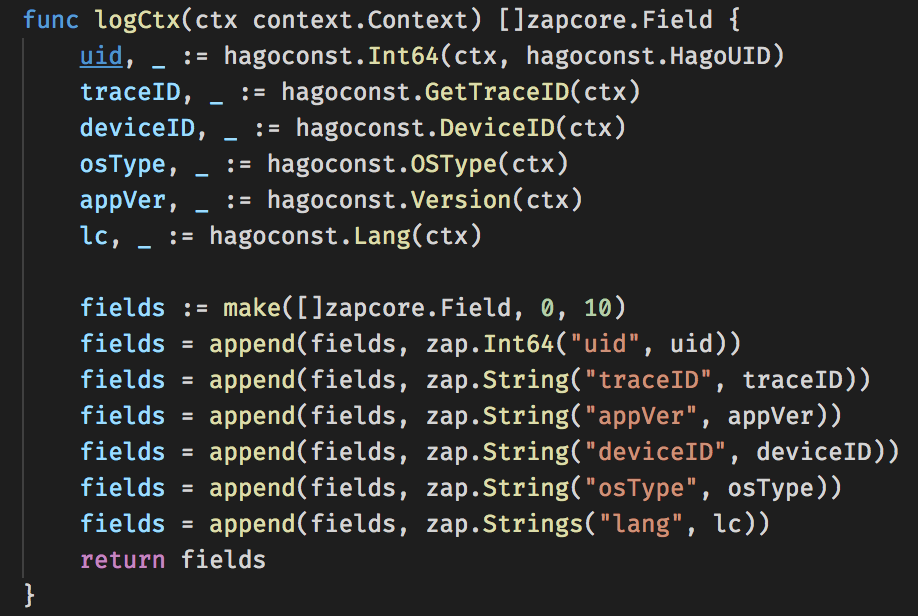 func logCtx(ctx context.Context) []zapcore.Field {
    uid, _ := hagoconst.Int64(ctx, hagoconst.HagoUID)
    traceID, _ := hagoconst.GetTraceID(ctx)
    deviceID, _ := hagoconst.DeviceID(ctx)
    osType, _ := hagoconst.OSType(ctx)
    appVer, _ := hagoconst.Version(ctx)
    lc, _ := hagoconst.Lang(ctx)

    fields := make([]zapcore.Field, 0, 10)
    fields = append(fields, zap.Int64("uid", uid))
    fields = append(fields, zap.String("traceID", traceID))
    fields = append(fields, zap.String("appVer", appVer))
    fields = append(fields, zap.String("deviceID", deviceID))
    fields = append(fields, zap.String("osType", osType))
    fields = append(fields, zap.Strings("lang", lc))
    return fields
}